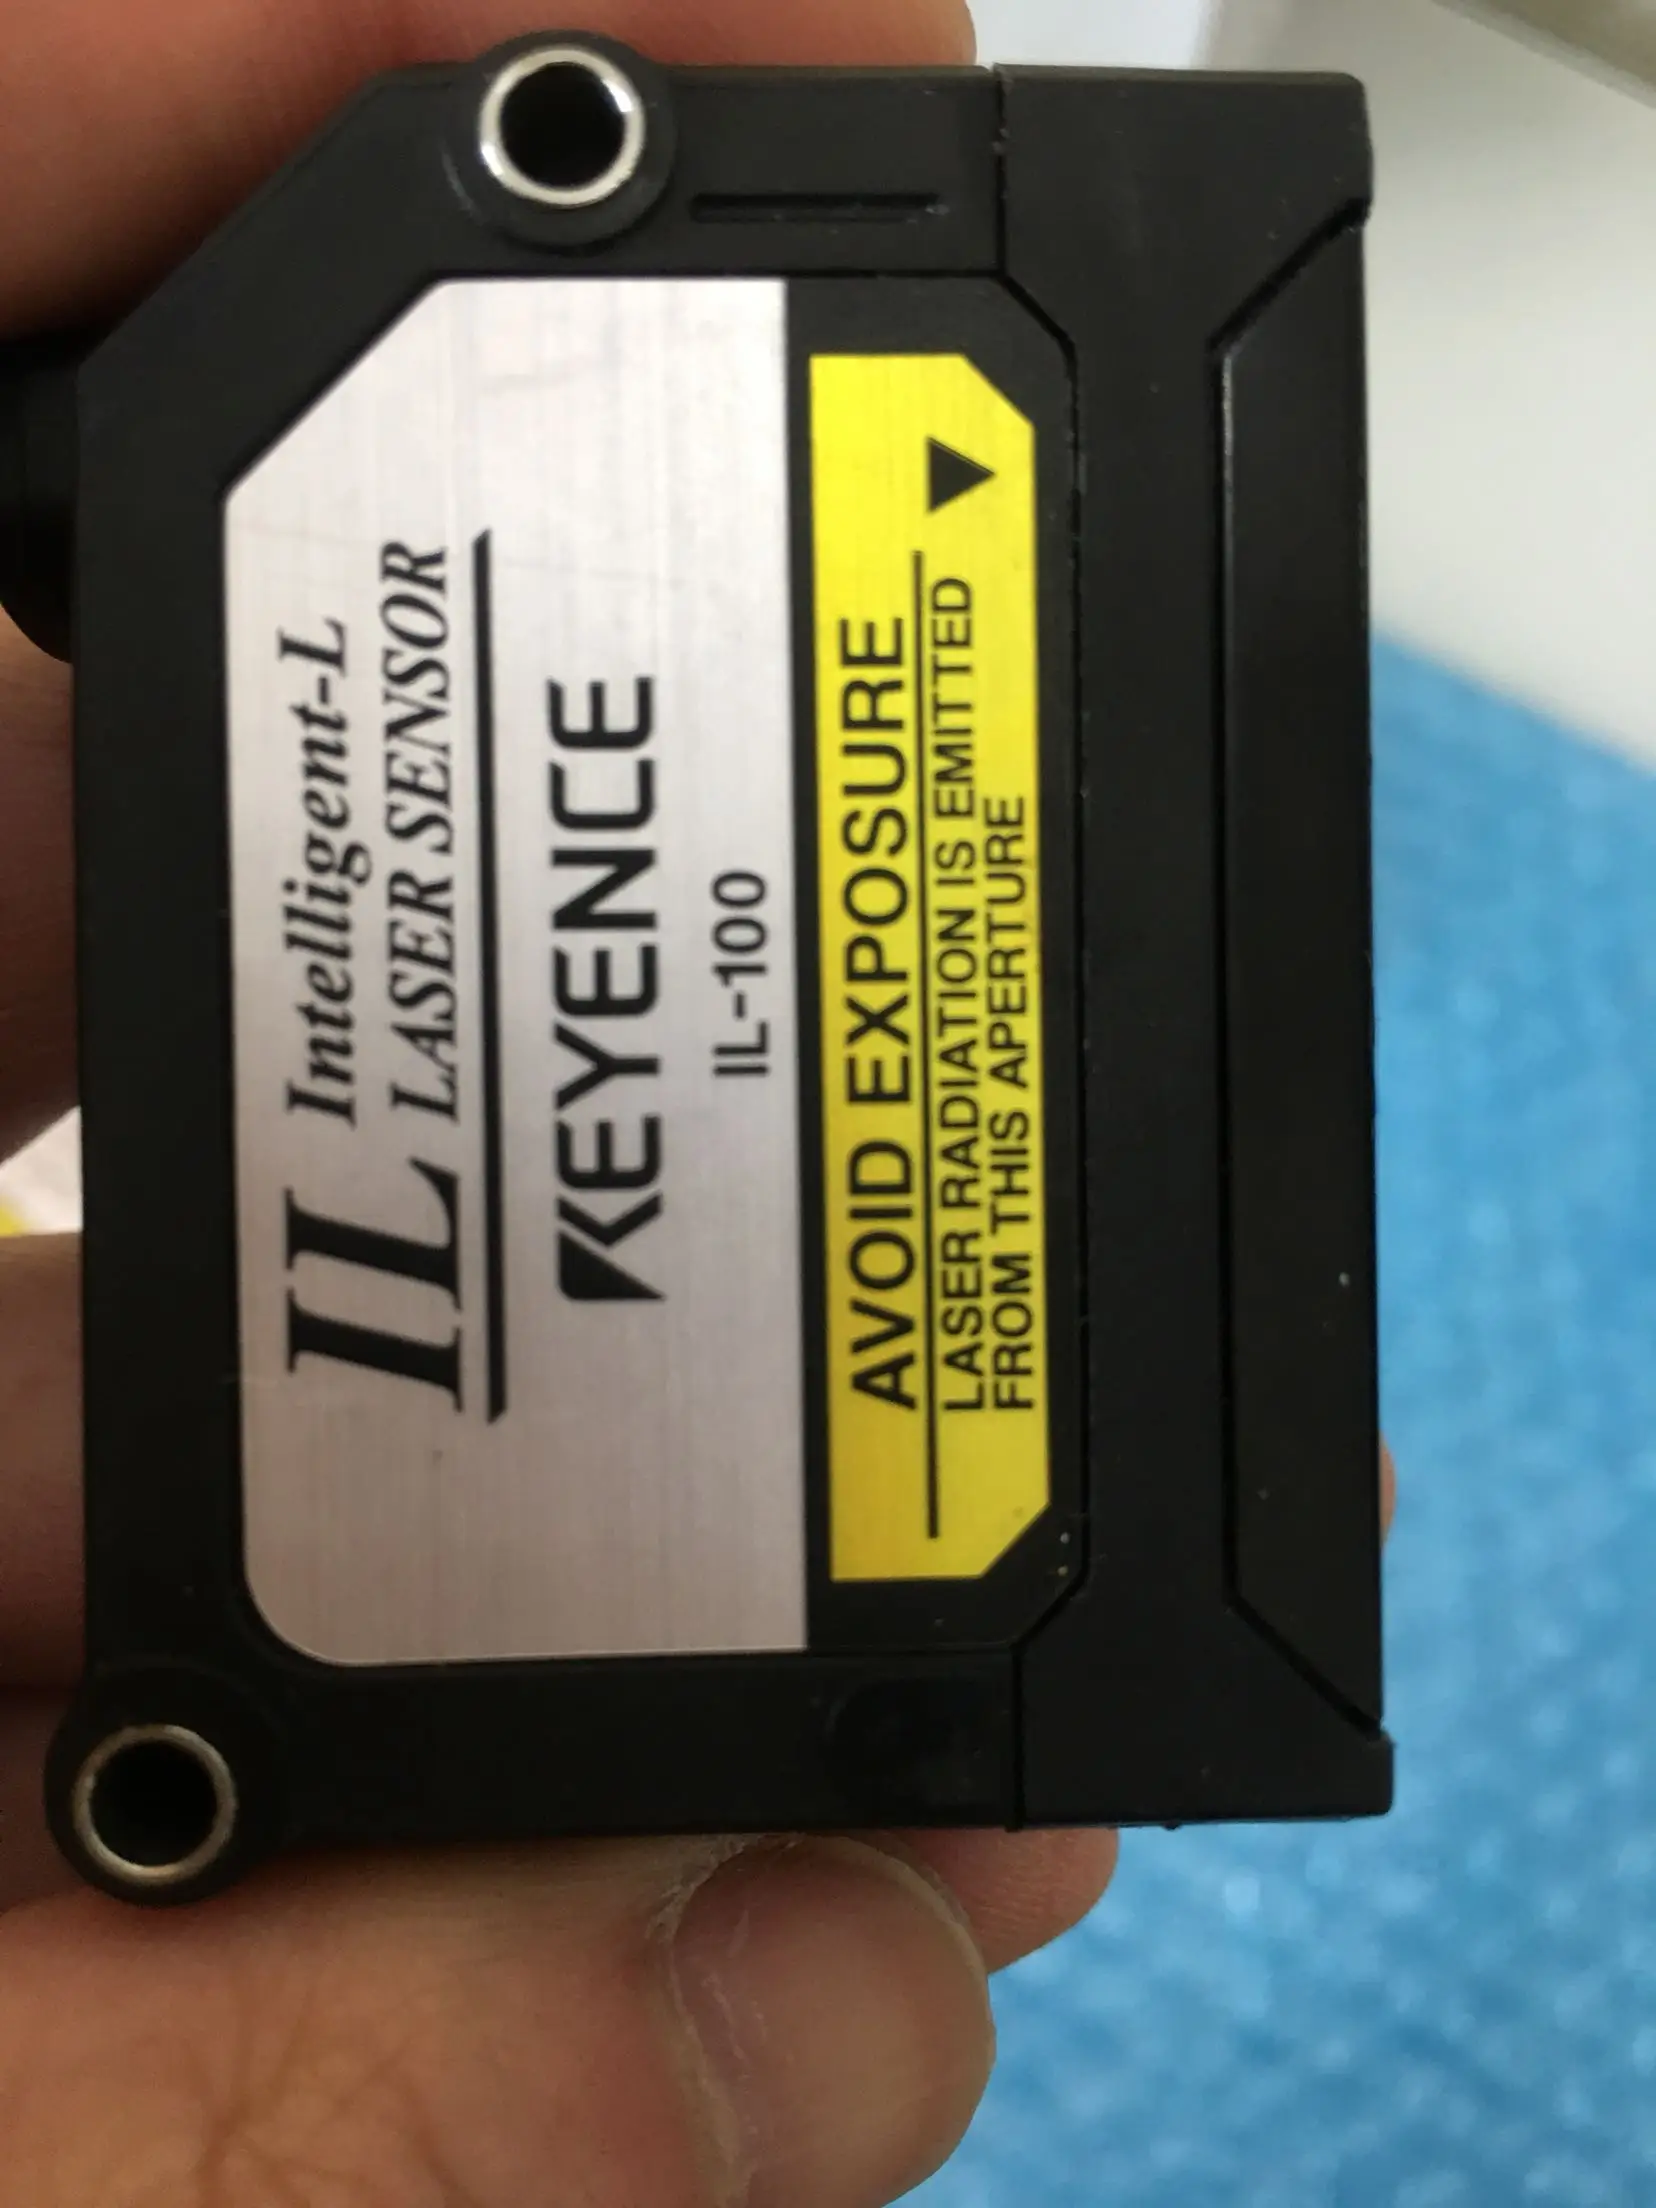 IL Intelligent-L
LASER SENSOR
KEYENCE
IL-100
AVOID EXPOSURE
LASER RADIATION IS EMITTED
FROM THIS APERTURE